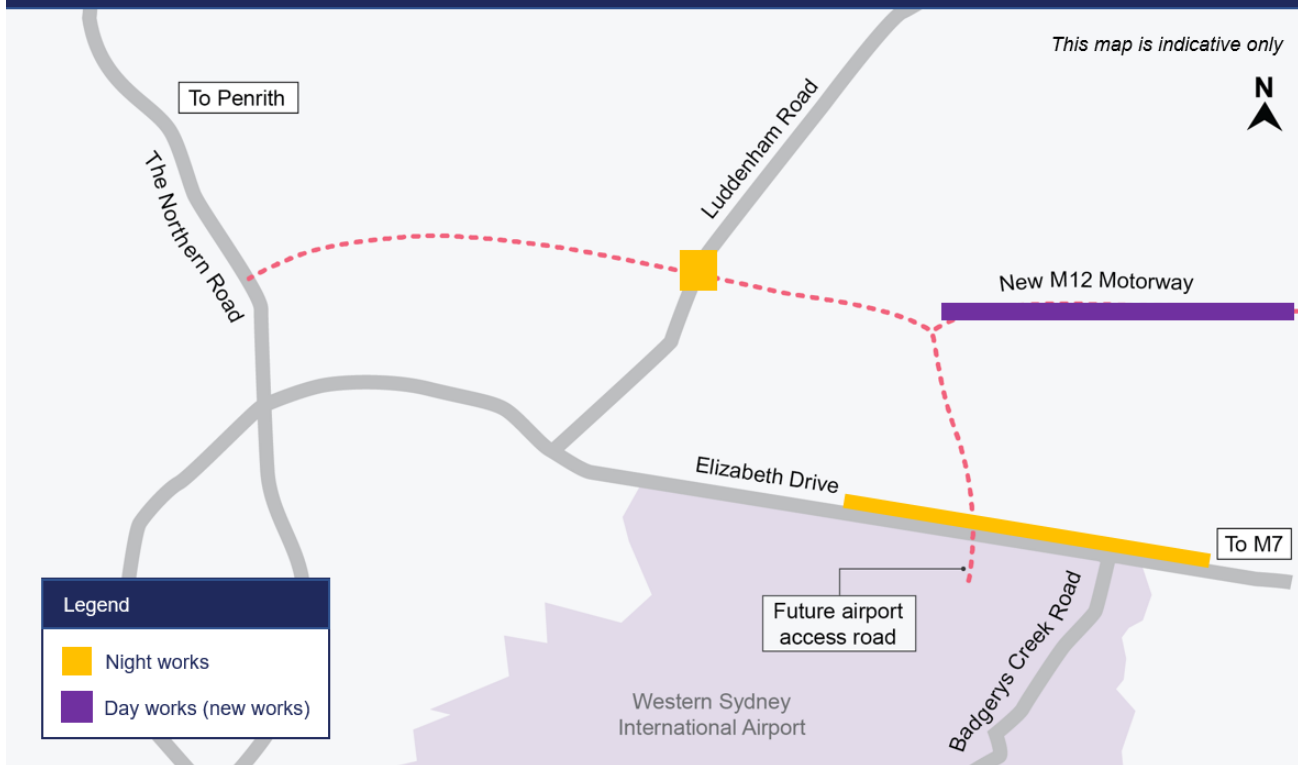 This map is indicative only
N
To Penrith
The Northern Road
Luddenham Road
New M12 Motorway
Elizabeth Drive
To M7
Future airport
access road
Badgerys Creek Road
Western Sydney
International Airport
Legend
Night works
Day works (new works)